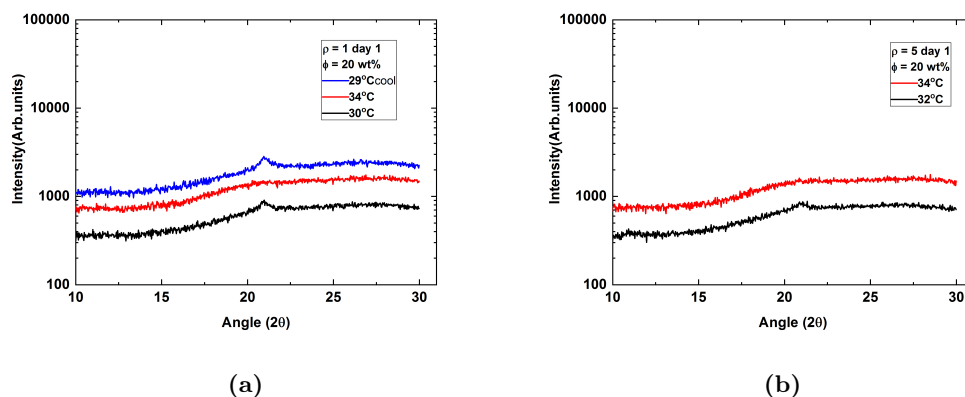 100000
10000
1000
100
10
15
20
25
30
Intensity(Arb.units)
Angle (2θ)
ρ = 1 day 1
ϕ = 20 wt%
29°Ccool
34°C
30°C
(a)
100000
10000
1000
100
10
15
20
25
30
Intensity(Arb.units)
Angle (2θ)
ρ = 5 day 1
ϕ = 20 wt%
34°C
32°C
(b)